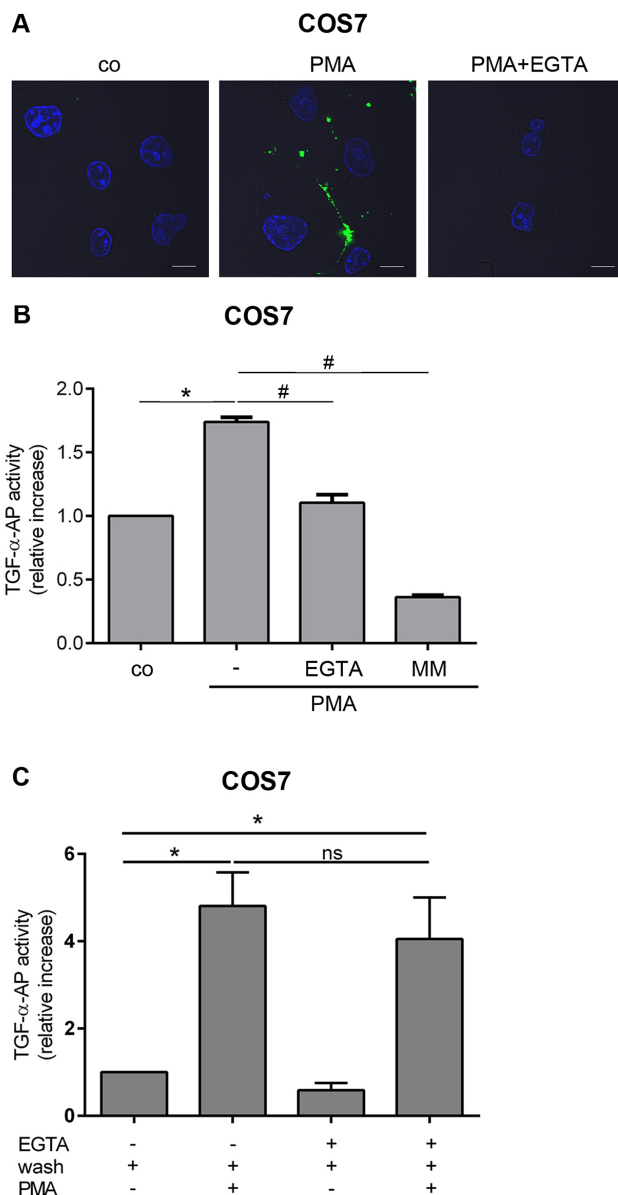 A
COS7
co PMA PMA+EGTA
B
COS7
#
* #
2.0
1.5
1.0
0.5
0.0
TGF-α-AP activity
(relative increase)
co - EGTA MM
PMA
C
COS7
*
* ns
6
4
2
0
TGF-α-AP activity
(relative increase)
EGTA - - + +
wash + + + +
PMA - + - +